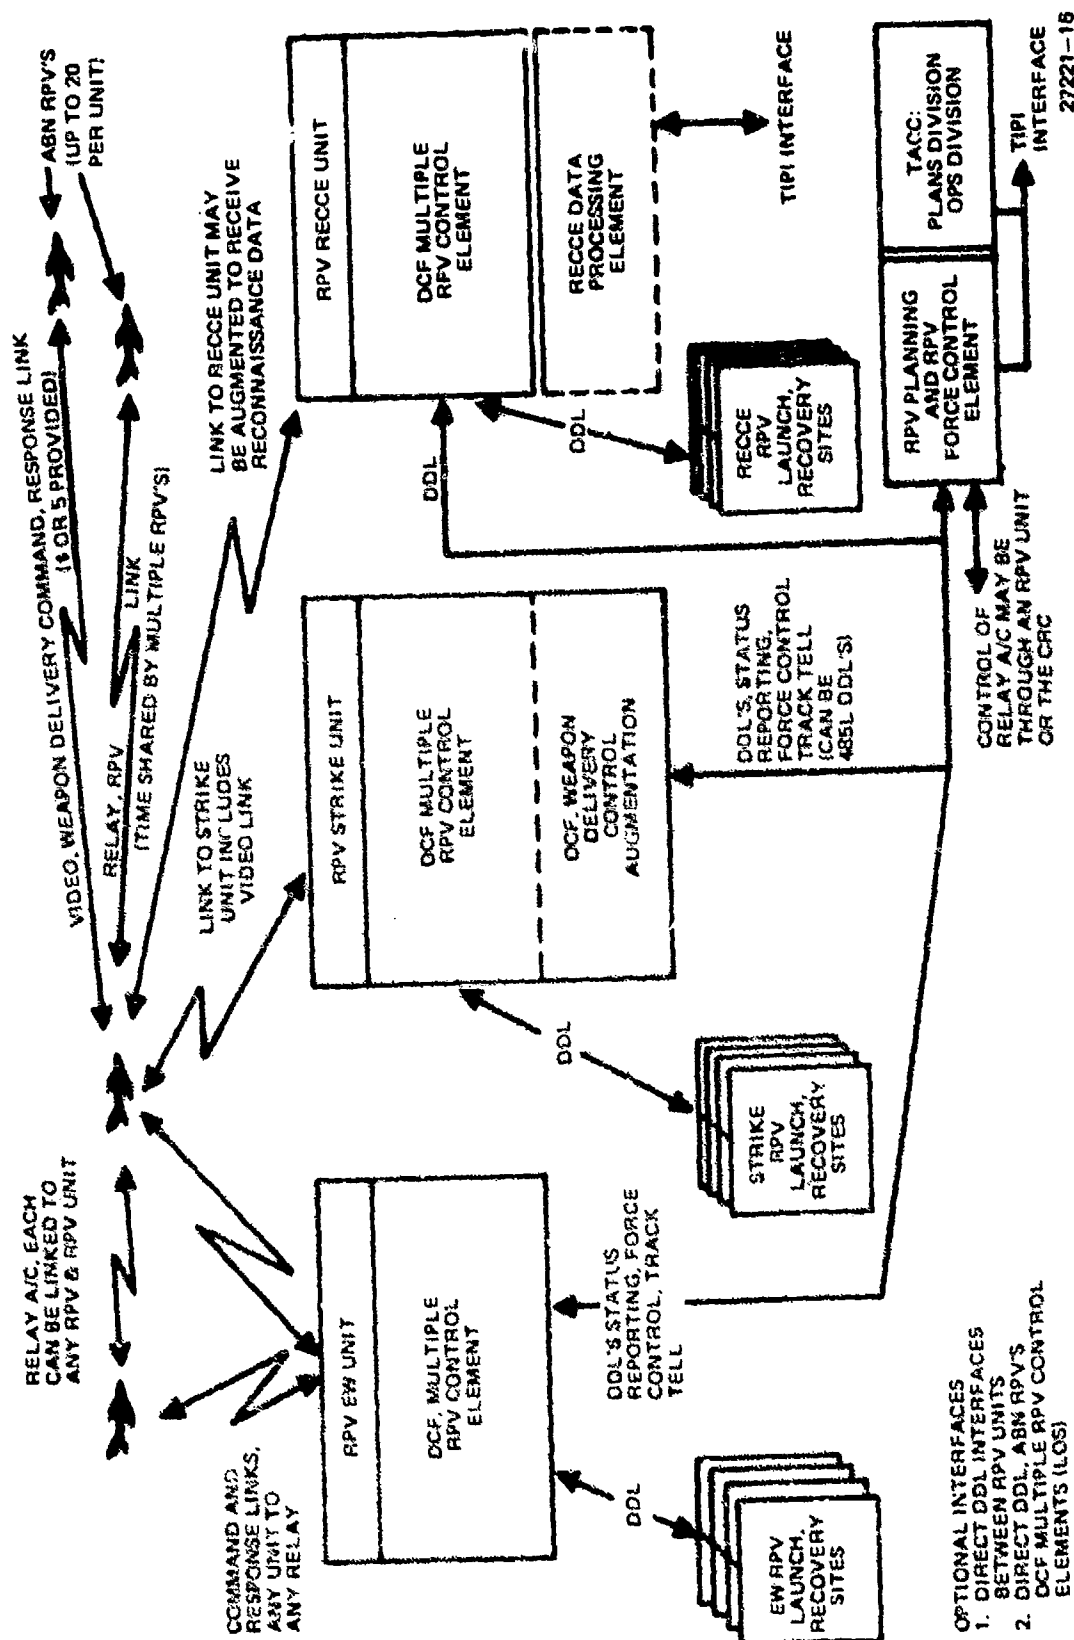 RELAY A/C, EACH
CAN BE LINKED TO
ANY RPV & RPV UNIT
VIDEO, WEAPON DELIVERY COMMAND, RESPONSE LINK
OR 5 PROVIDED)
RELAY, RPV LINK
(TIME SHARED BY MULTIPLE RPV'S)
ABN RPV'S
(UP TO 20
PER UNIT)
COMMAND AND
RESPONSE LINKS,
ANY UNIT TO
ANY RELAY
LINK TO STRIKE
UNIT INCLUDES
VIDEO LINK
LINK TO RECCE UNIT MAY
BE AUGMENTED TO RECEIVE
RECONNAISSANCE DATA
RPV EW UNIT
DCF, MULTIPLE
RPV CONTROL
ELEMENT
RPV STRIKE UNIT
DCF MULTIPLE
RPV CONTROL
ELEMENT
DCF, WEAPON
DELIVERY
CONTROL
AUGMENTATION
RPV RECCE UNIT
DCF MULTIPLE
RPV CONTROL
ELEMENT
RECCE DATA
PROCESSING
ELEMENT
DDL
DDL
DDL
DDL
TIPI INTERFACE
DDL'S STATUS
REPORTING, FORCE
CONTROL, TRACK
TELL
DDL'S, STATUS
REPORTING,
FORCE CONTROL
TRACK TELL
(CAN BE
485L DDL'S)
EW RPV
LAUNCH,
RECOVERY
SITES
STRIKE
RPV
LAUNCH,
RECOVERY
SITES
RECCE
RPV
LAUNCH,
RECOVERY
SITES
RPV PLANNING
AND RPV
FORCE CONTROL
ELEMENT
TACC:
PLANS DIVISION
OPS DIVISION
CONTROL OF
RELAY A/C MAY BE
THROUGH AN RPV UNIT
OR THE CRC
TIPI
INTERFACE
OPTIONAL INTERFACES
1. DIRECT DDL INTERFACES
BETWEEN RPV UNITS
2. DIRECT DDL, ABN RPV'S
DCF MULTIPLE RPV CONTROL
ELEMENTS (LOS)
27221-18